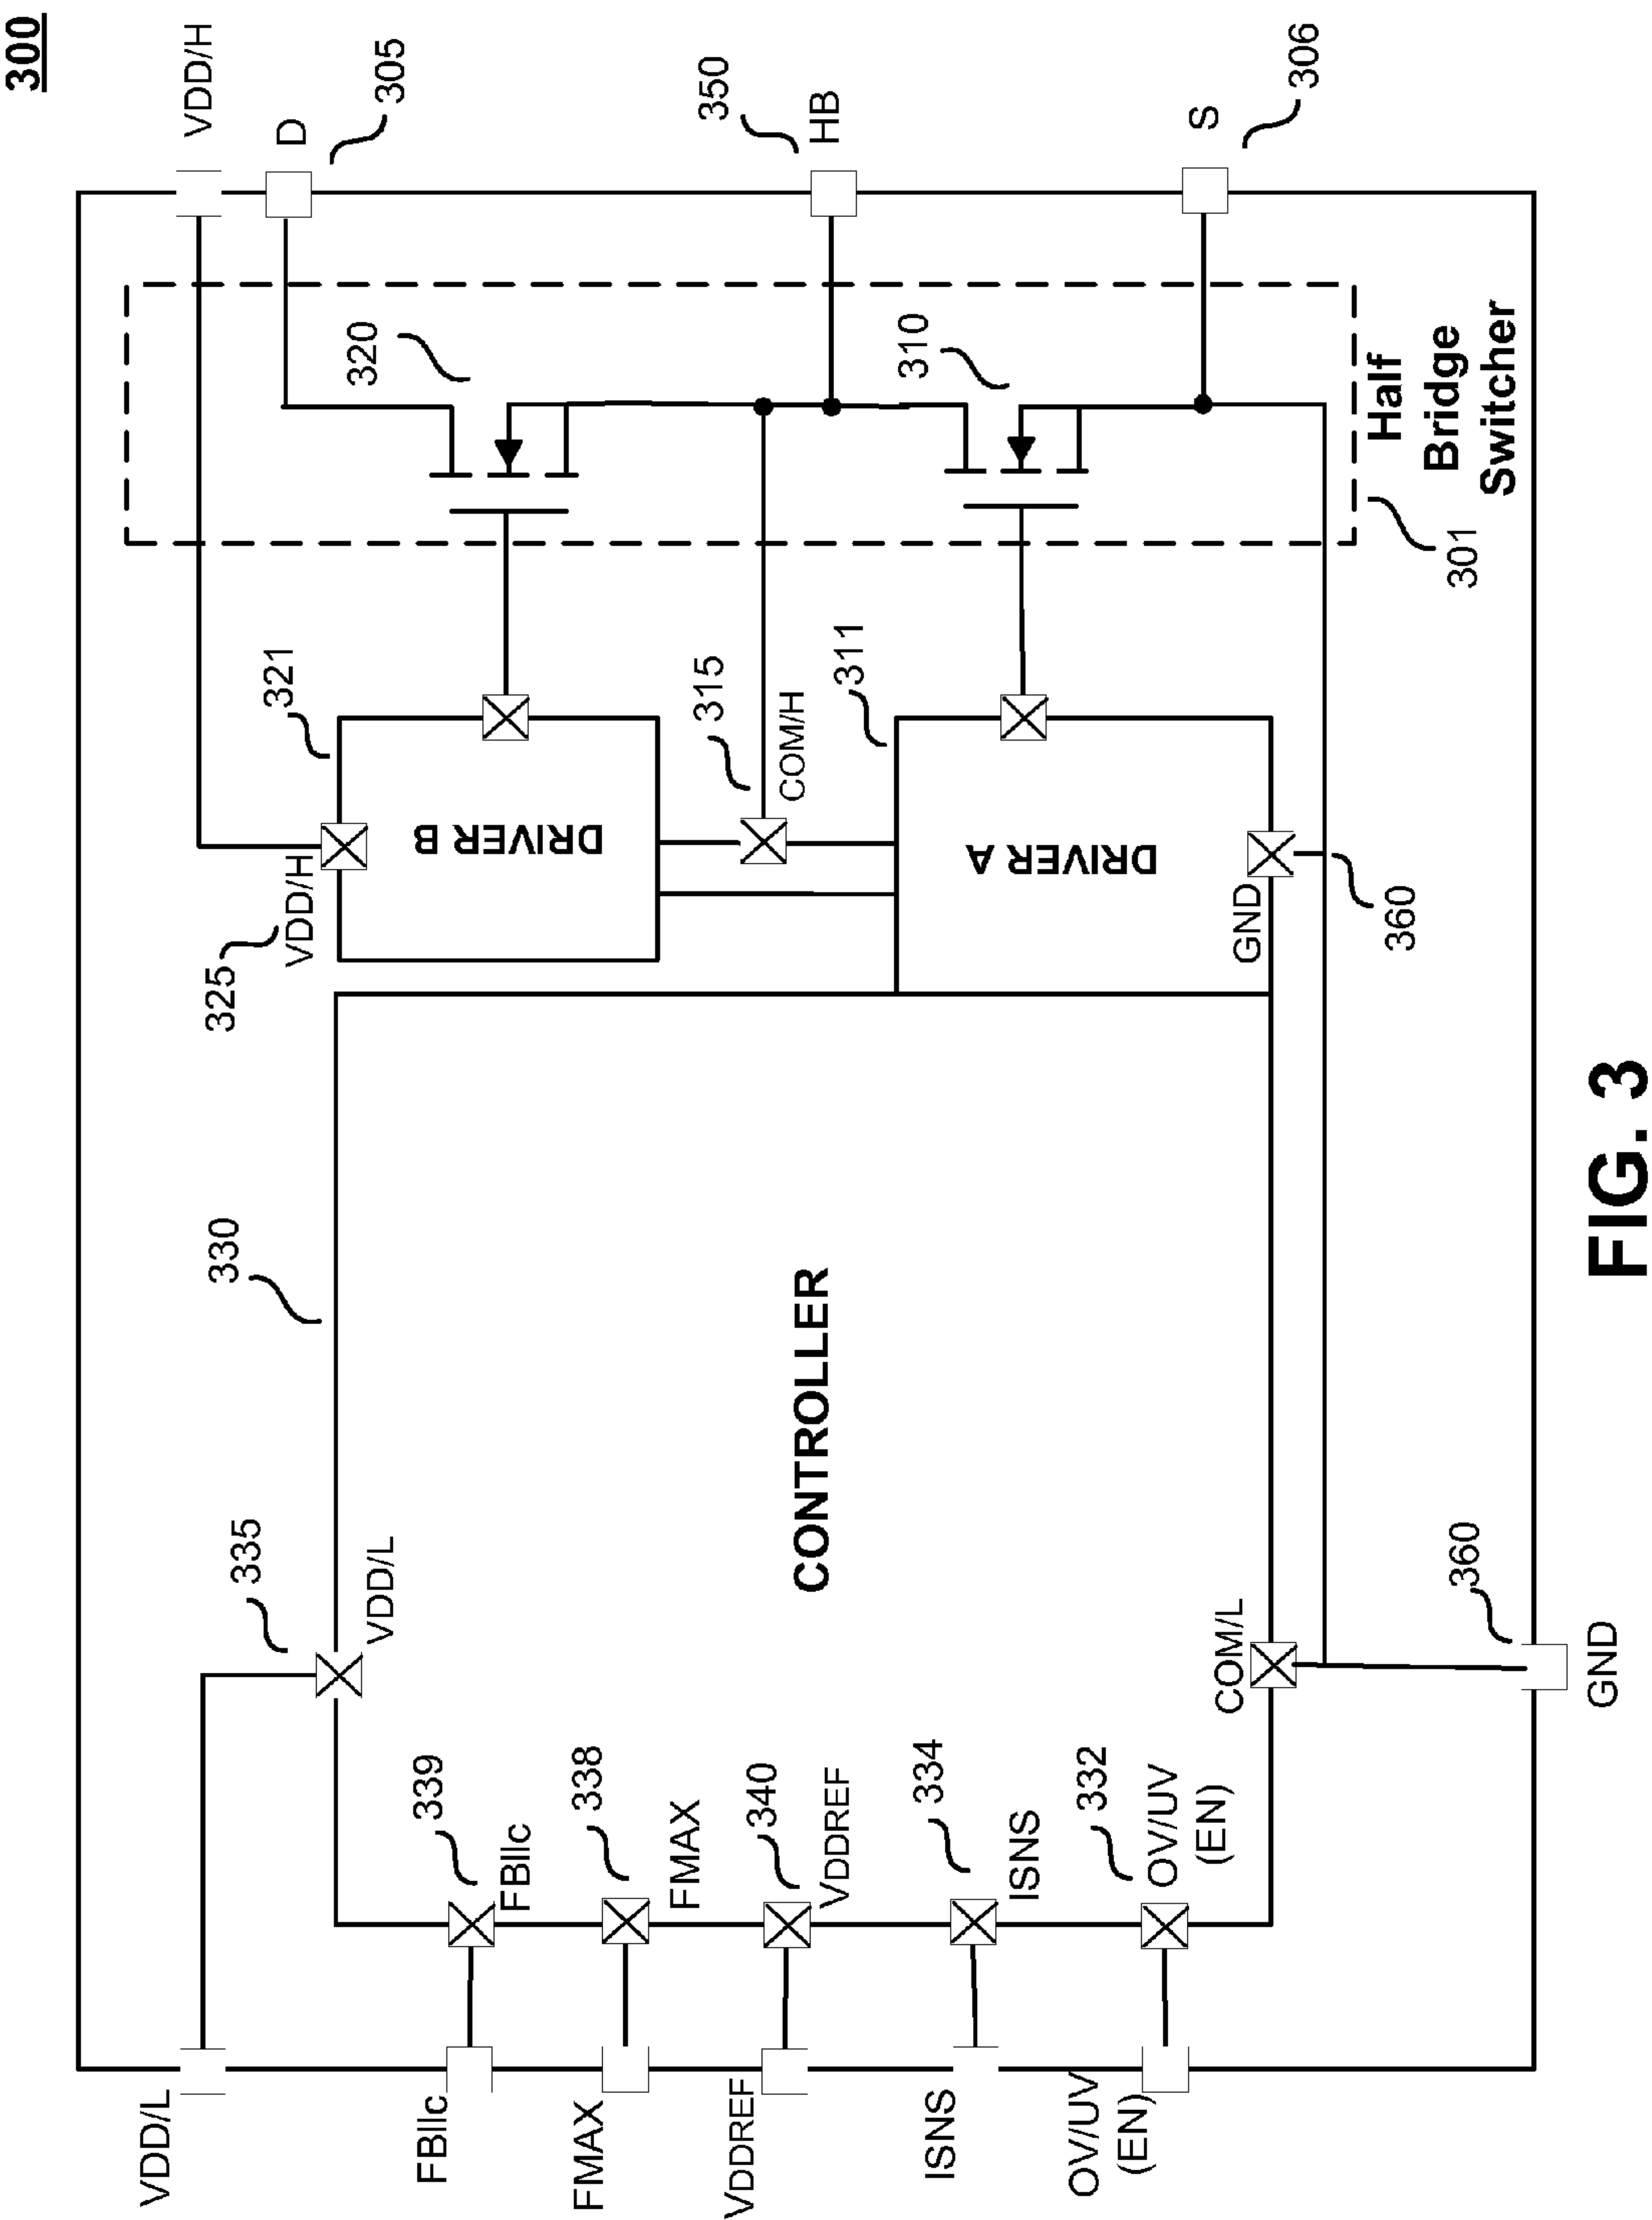 300
VDD/H
D
305
350
HB
S
306
320
310
Half
Bridge
Switcher
301
321
325
VDD/H
DRIVER B
315
COM/H
311
DRIVER A
GND
360
330
CONTROLLER
335
VDD/L
VDD/L
339
FBllc
FBllc
338
FMAX
FMAX
340
VDDREF
VDDREF
334
ISNS
ISNS
332
OV/UV
(EN)
OV/UV
(EN)
COM/L
360
GND
FIG. 3